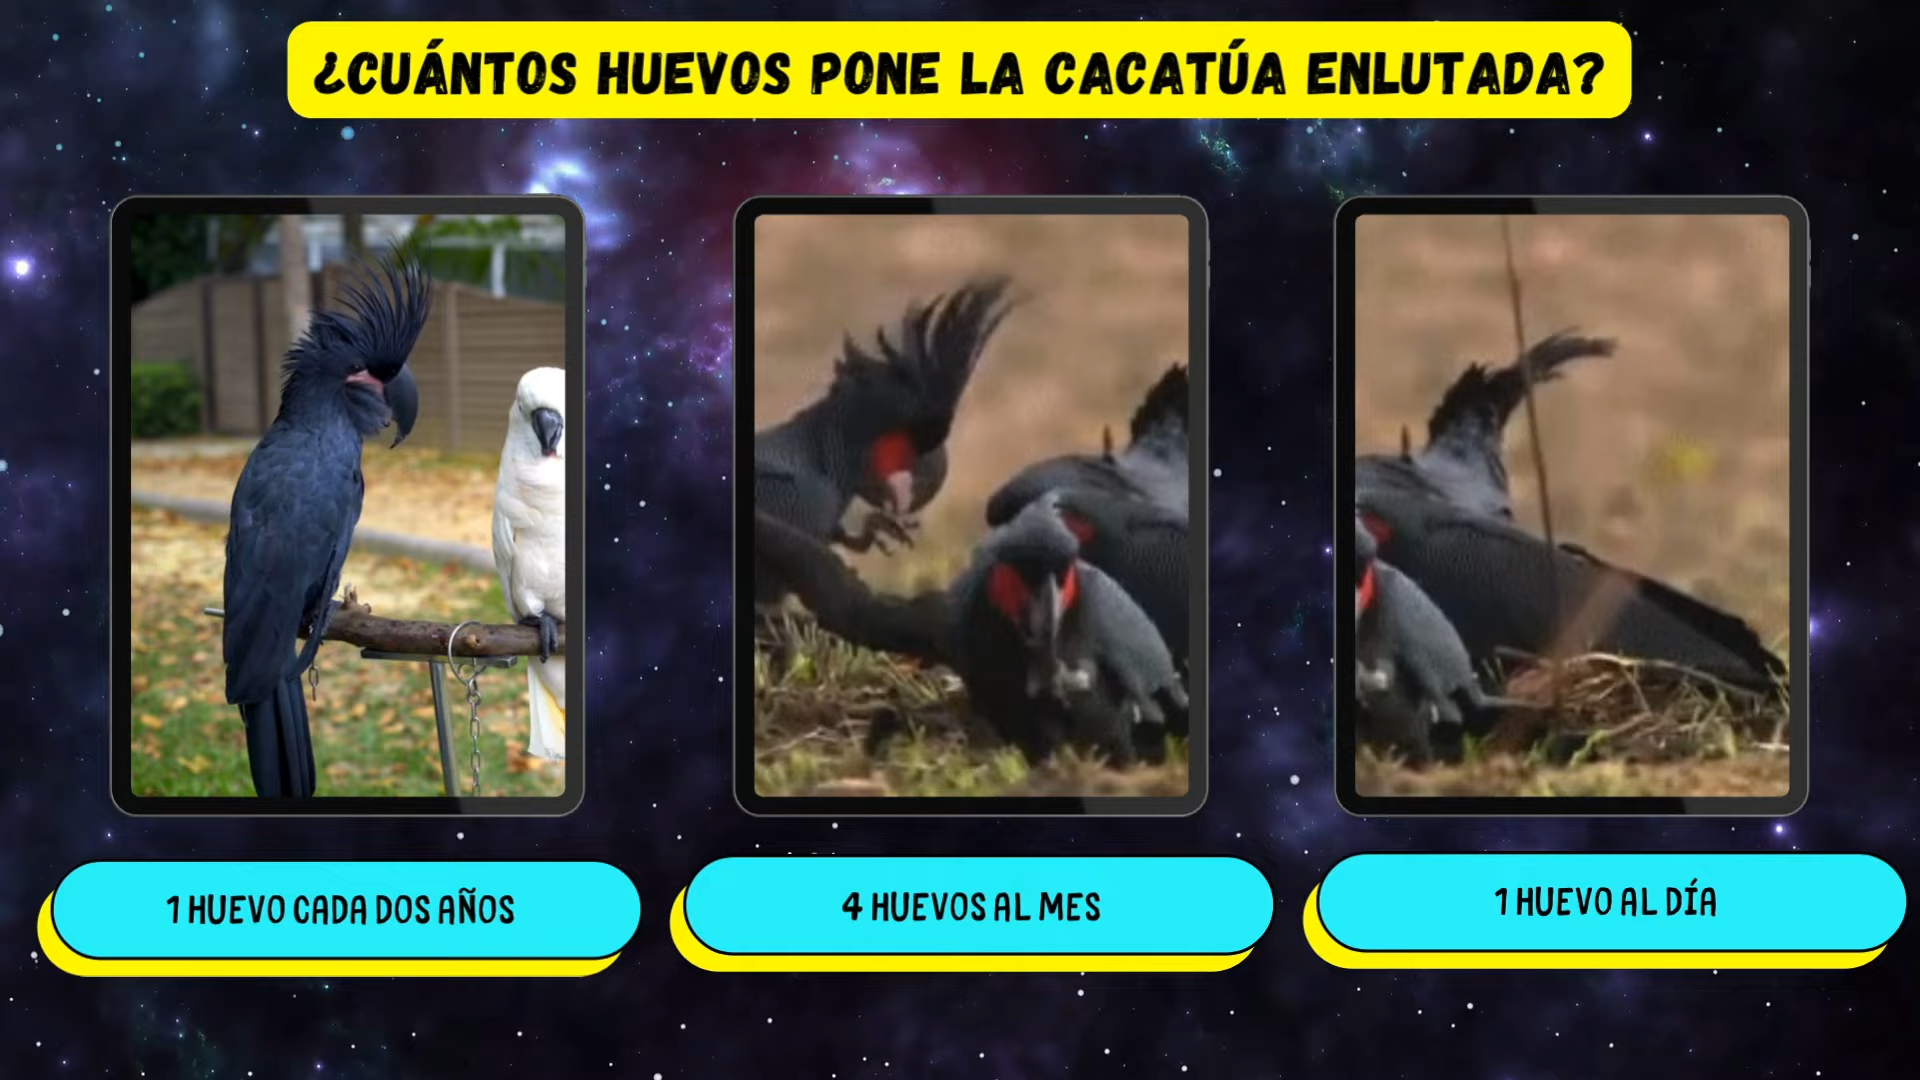 ¿CUÁNTOS HUEVOS PONE LA CACATÚA ENLUTADA?
1 HUEVO CADA DOS AÑOS
4 HUEVOS AL MES
1 HUEVO AL DÍA